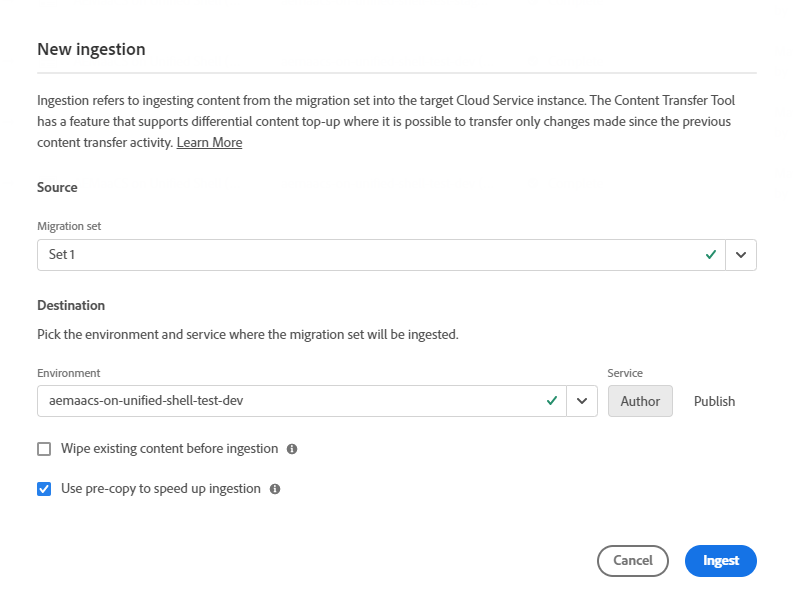 New ingestion
Ingestion refers to ingesting content from the migration set into the target Cloud Service instance. The Content Transfer Tool
has a feature that supports differential content top-up where it is possible to transfer only changes made since the previous
content transfer activity. Learn More
Source
Migration set
Set 1
Destination
Pick the environment and service where the migration set will be ingested.
Environment
Service
aemaacs-on-unified-shell-test-dev
Author
Publish
Wipe existing content before ingestion
Use pre-copy to speed up ingestion
Cancel
Ingest